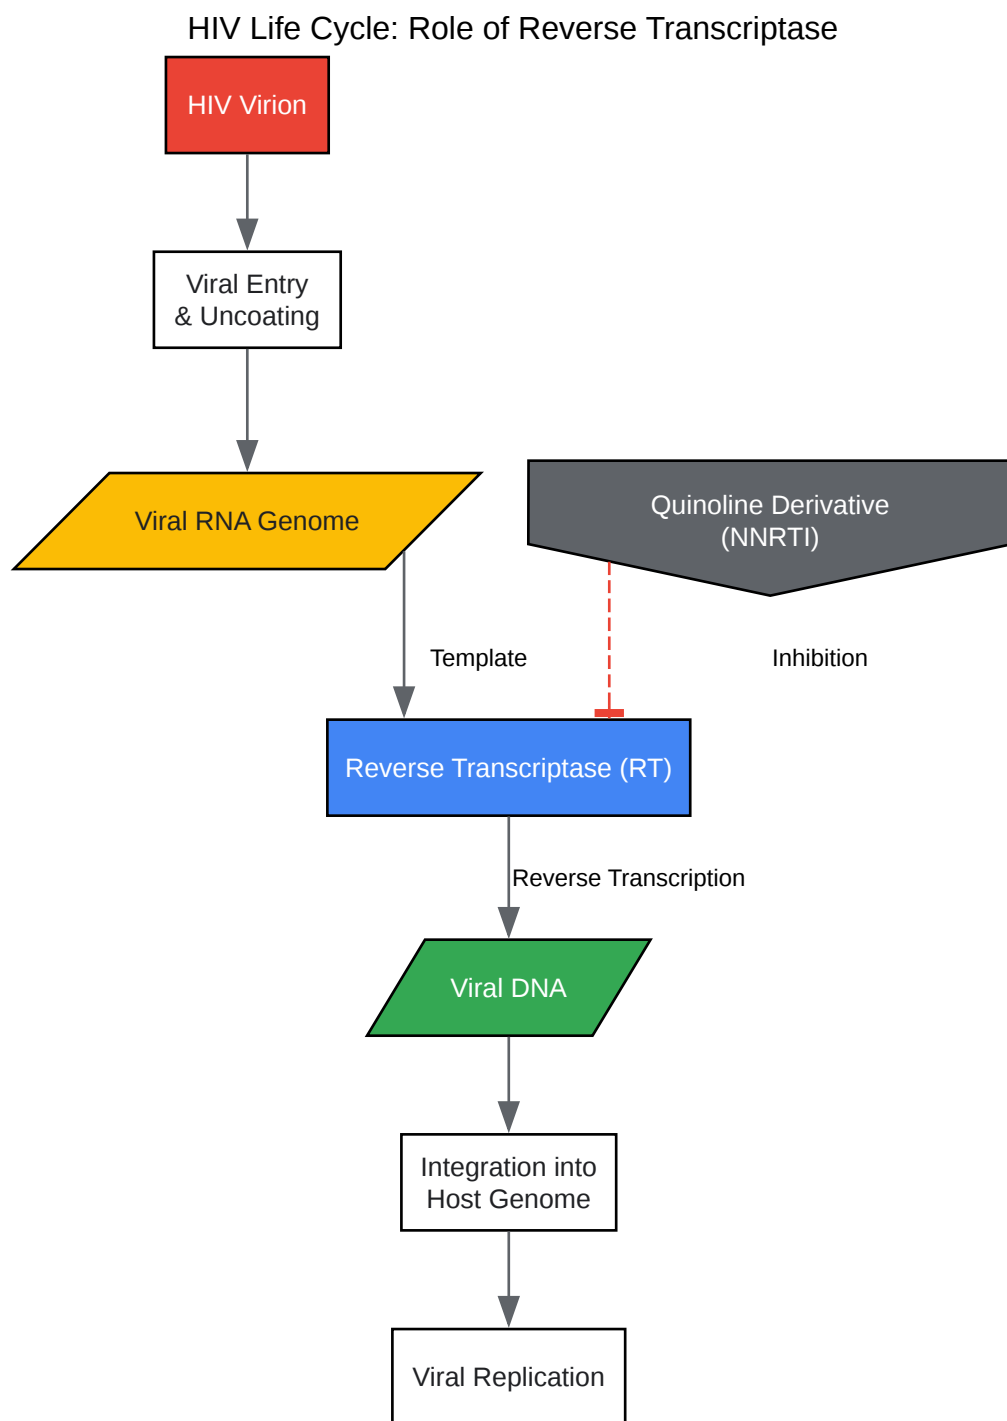 HIV Life Cycle: Role of Reverse Transcriptase
HIV Virion
Viral Entry
& Uncoating
Viral RNA Genome
Quinoline Derivative
(NNRTI)
Template
Inhibition
Reverse Transcriptase (RT)
Reverse Transcription
Viral DNA
Integration into
Host Genome
Viral Replication